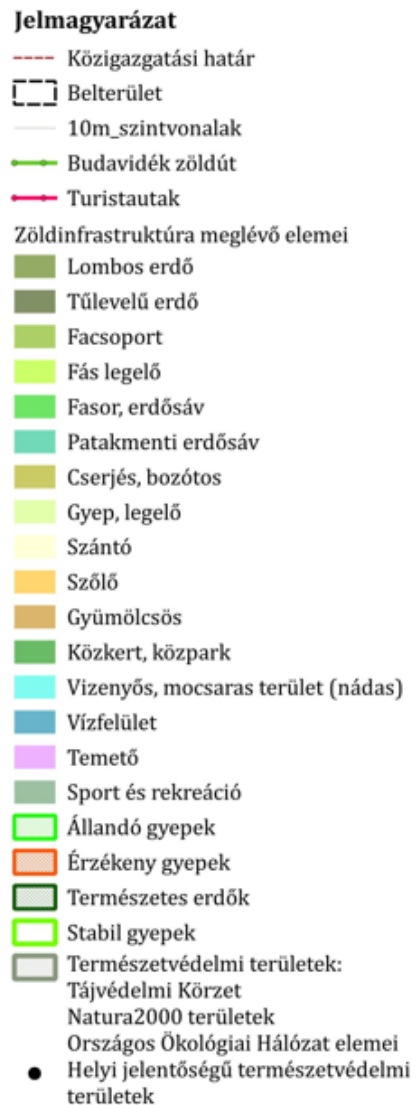 Jelmagyarázat
Közigazgatási határ
Belterület
10m_szintvonalak
Budavidék zöldút
Turistautak
Zöldinfrastruktúra meglévő elemei
Lombos erdő
Tűlevelű erdő
Facsoport
Fás legelő
Fasor, erdősáv
Patakmenti erdősáv
Cserjés, bozótos
Gyep, legelő
Szántó
Szőlő
Gyümölcsös
Közkert, közpark
Vizenyős, mocsaras terület (nádas)
Vízfelület
Temető
Sport és rekreáció
Állandó gyepek
Érzékeny gyepek
Természetes erdők
Stabil gyepek
Természetvédelmi területek:
Tájvédelmi Körzet
Natura2000 területek
Országos Ökológiai Hálózat elemei
Helyi jelentőségű természetvédelmi
területek